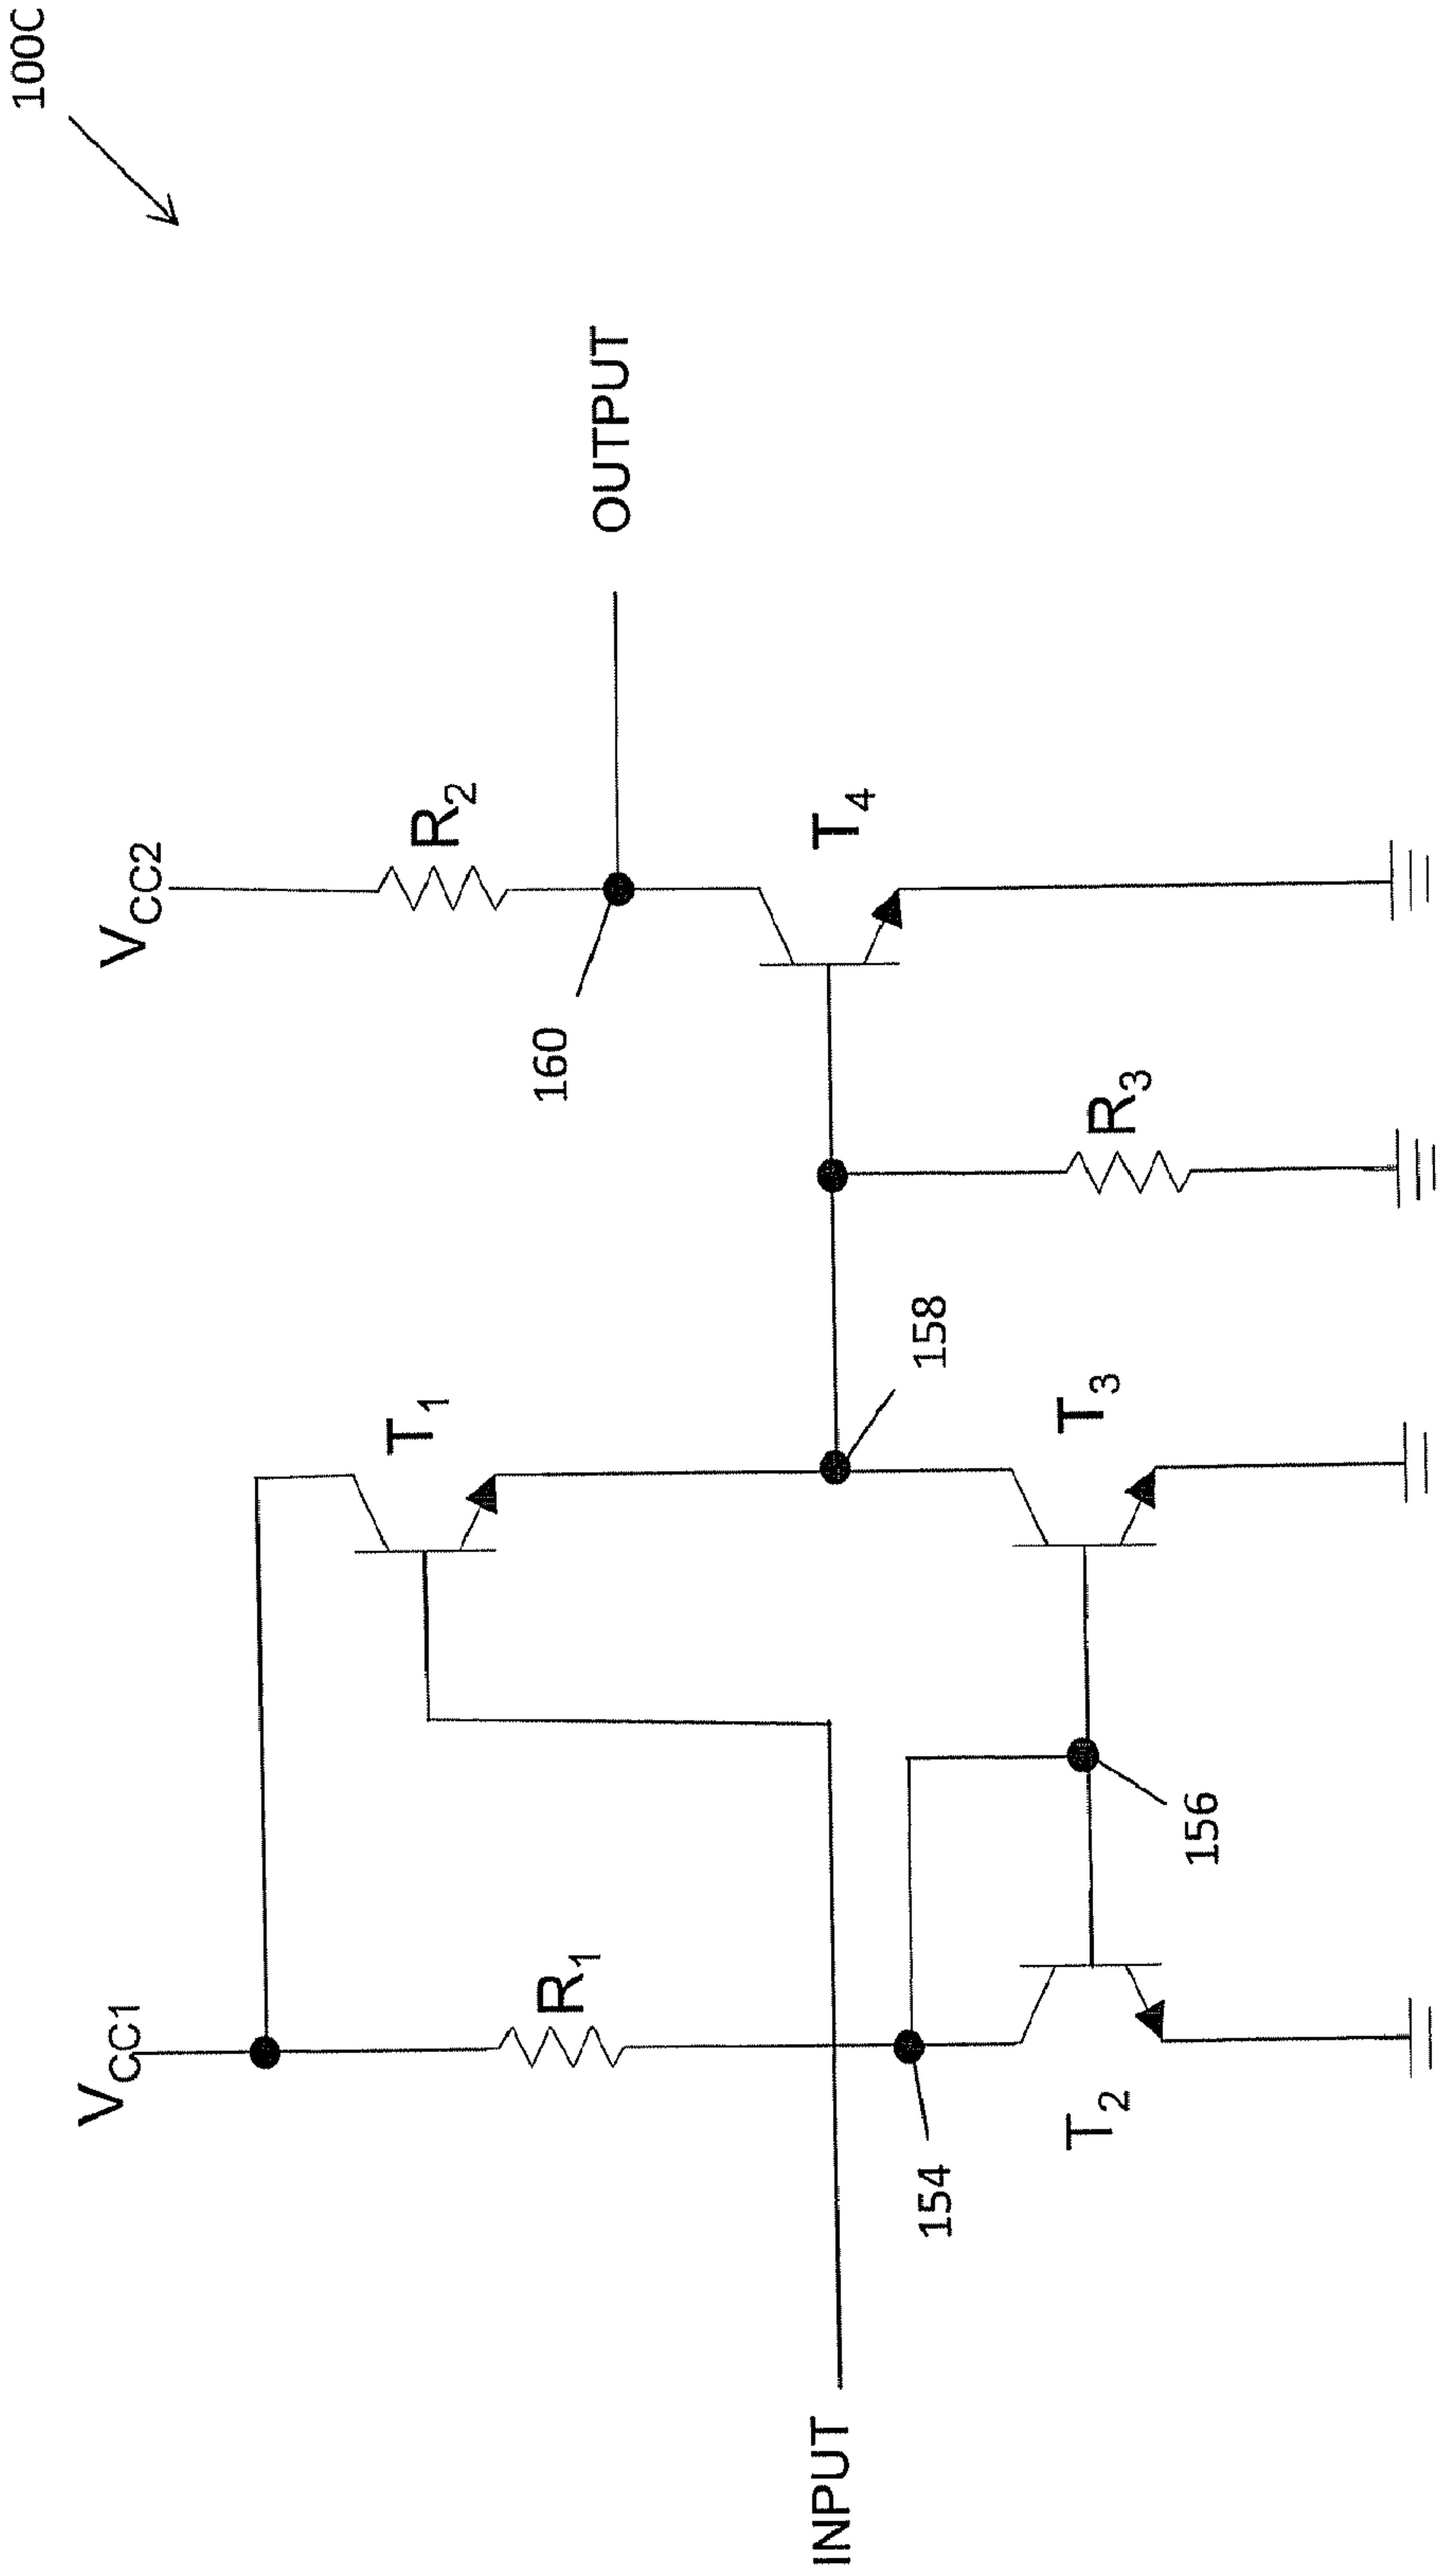 100C
VCC1
VCC2
R1
T1
R2
OUTPUT
160
INPUT
154
158
T4
T2
156
T3
R3